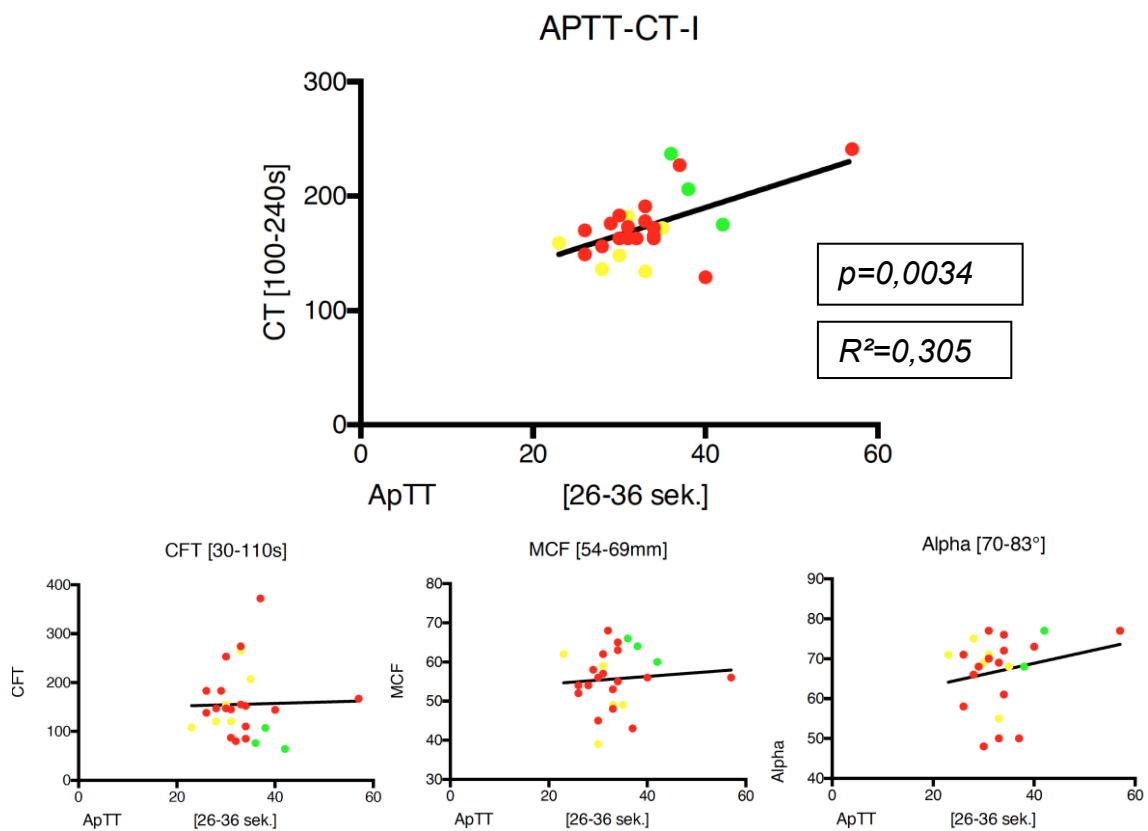 APTT-CT-I
300
200
100
0
CT [100-240s]
0
20
40
60
ApTT [26-36 sek.]
p=0,0034
R²=0,305
CFT [30-110s]
400
300
200
100
0
CFT
0
20
40
60
ApTT [26-36 sek.]
MCF [54-69mm]
80
70
60
50
40
30
MCF
0
20
40
60
ApTT [26-36 sek.]
Alpha [70-83°]
90
80
70
60
50
40
Alpha
0
20
40
60
ApTT [26-36 sek.]